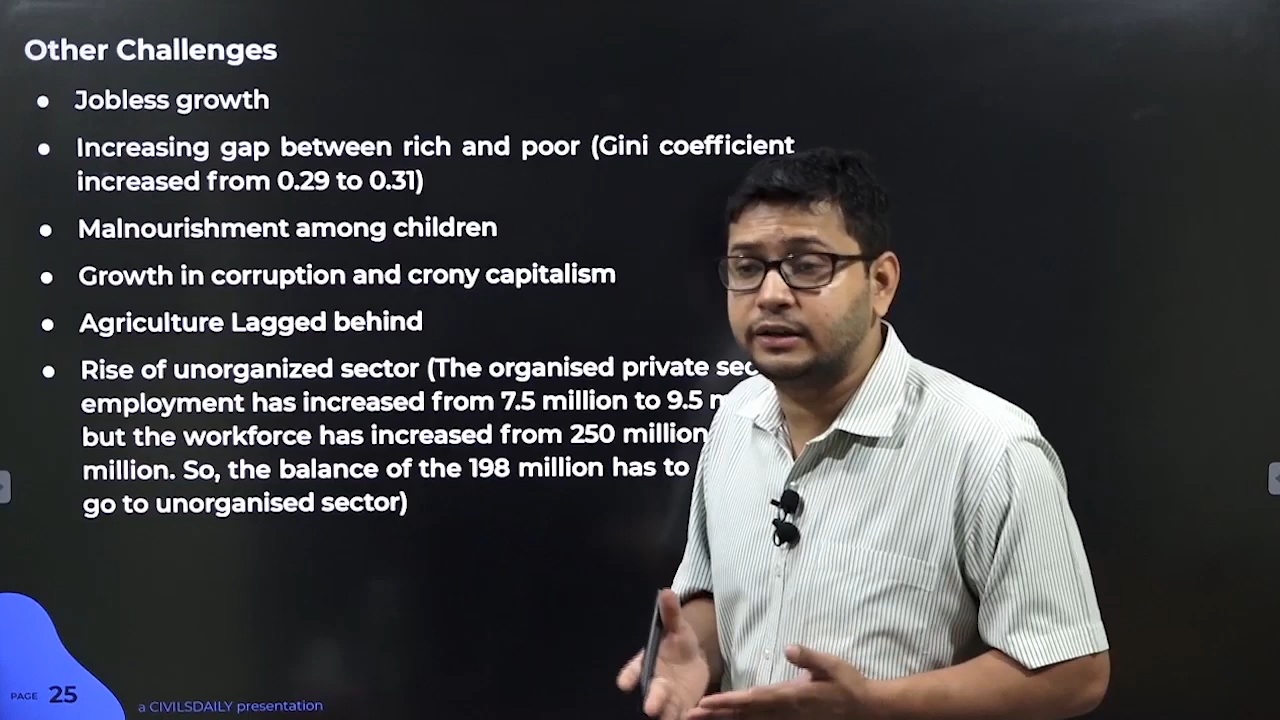 Other Challenges
● Jobless growth
● Increasing gap between rich and poor (Gini coefficient
increased from 0.29 to 0.31)
● Malnourishment among children
● Growth in corruption and crony capitalism
● Agriculture Lagged behind
● Rise of unorganized sector (The organised private
employment has increased from 7.5 million to 9.5
but the workforce has increased from 250 million
million. So, the balance of the 198 million has to
go to unorganised sector)
PAGE 25
a CIVILSDAILY presentation